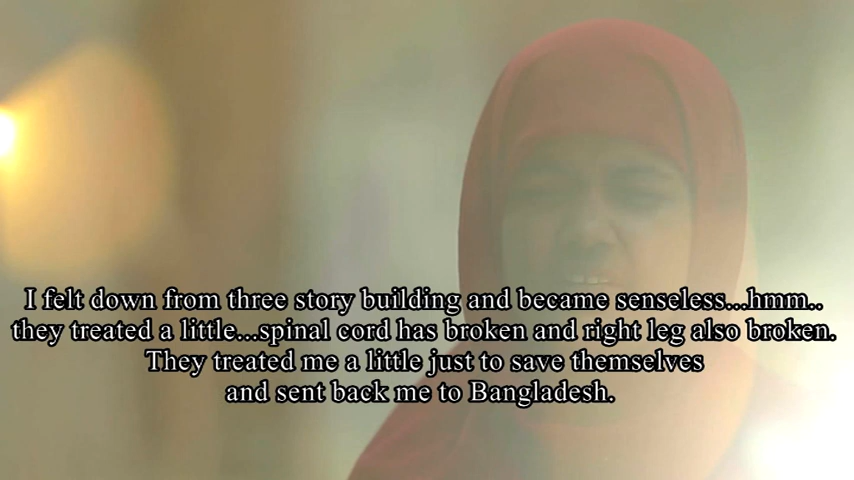 I felt down from three story building and became senseless...hmm..
they treated a little...spinal cord has broken and right leg also broken.
They treated me a little just to save themselves
and sent back me to Bangladesh.